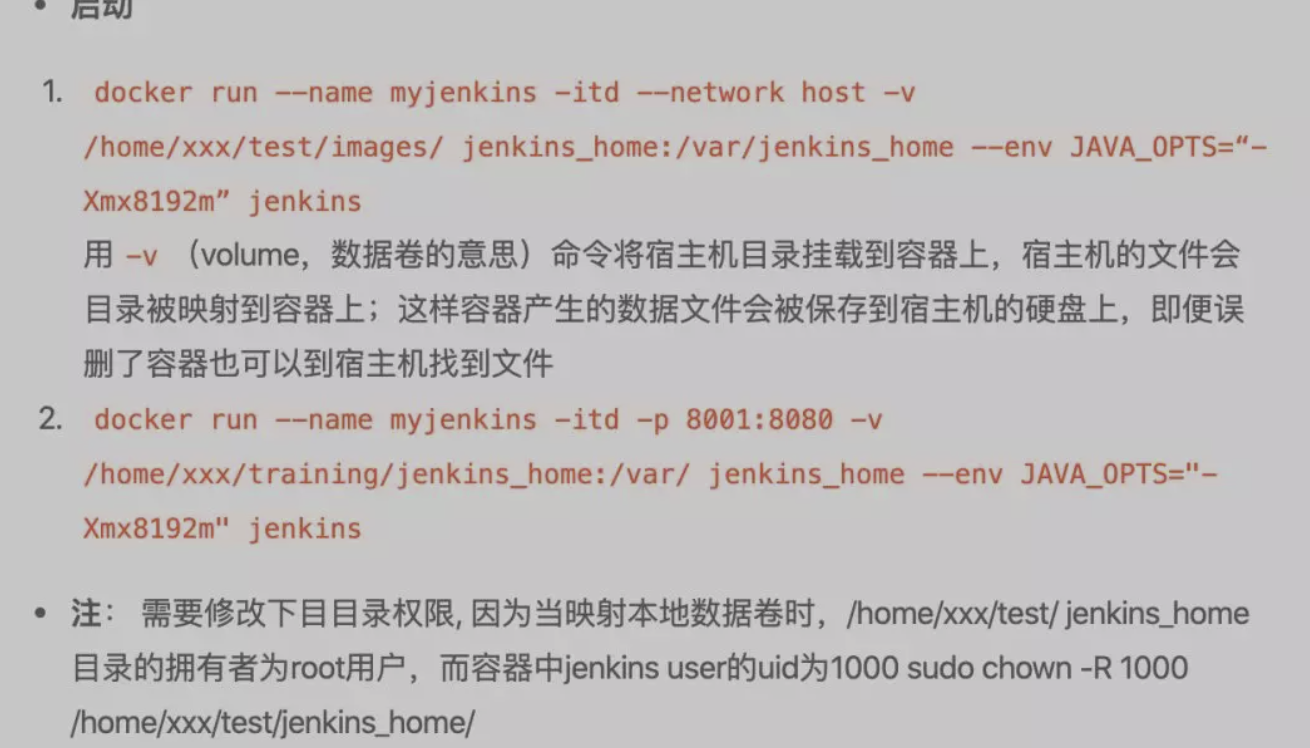 • 启动
1. docker run --name myjenkins -itd --network host -v
/home/xxx/test/images/ jenkins_home:/var/jenkins_home --env JAVA_OPTS=“-
Xmx8192m” jenkins
用 -v （volume，数据卷的意思）命令将宿主机目录挂载到容器上，宿主机的文件会
目录被映射到容器上；这样容器产生的数据文件会被保存到宿主机的硬盘上，即便误
删了容器也可以到宿主机找到文件
2. docker run --name myjenkins -itd -p 8001:8080 -v
/home/xxx/training/jenkins_home:/var/ jenkins_home --env JAVA_OPTS="-
Xmx8192m" jenkins
• 注： 需要修改下目目录权限, 因为当映射本地数据卷时，/home/xxx/test/ jenkins_home
目录的拥有者为root用户，而容器中jenkins user的uid为1000 sudo chown -R 1000
/home/xxx/test/jenkins_home/